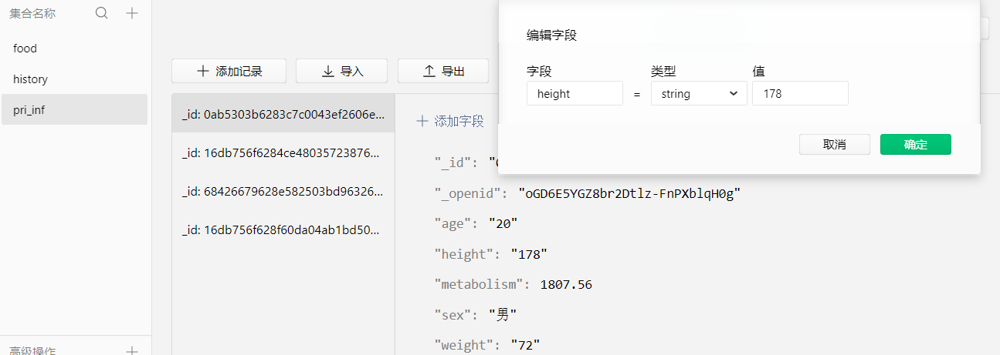 集合名称
food
history
pri_inf
高级操作
添加记录
导入
导出
_id: 0ab5303b6283c7c0043ef2606e...
_id: 16db756f6284ce48035723876...
_id: 68426679628e582503bd96326...
_id: 16db756f628f60da04ab1bd50...
添加字段
"_id": "0
"_openid": "oGD6E5YGZ8br2Dtlz-FnPXblqH0g"
"age": "20"
"height": "178"
"metabolism": 1807.56
"sex": "男"
"weight": "72"
编辑字段
字段 类型 值
height = string 178
取消 确定